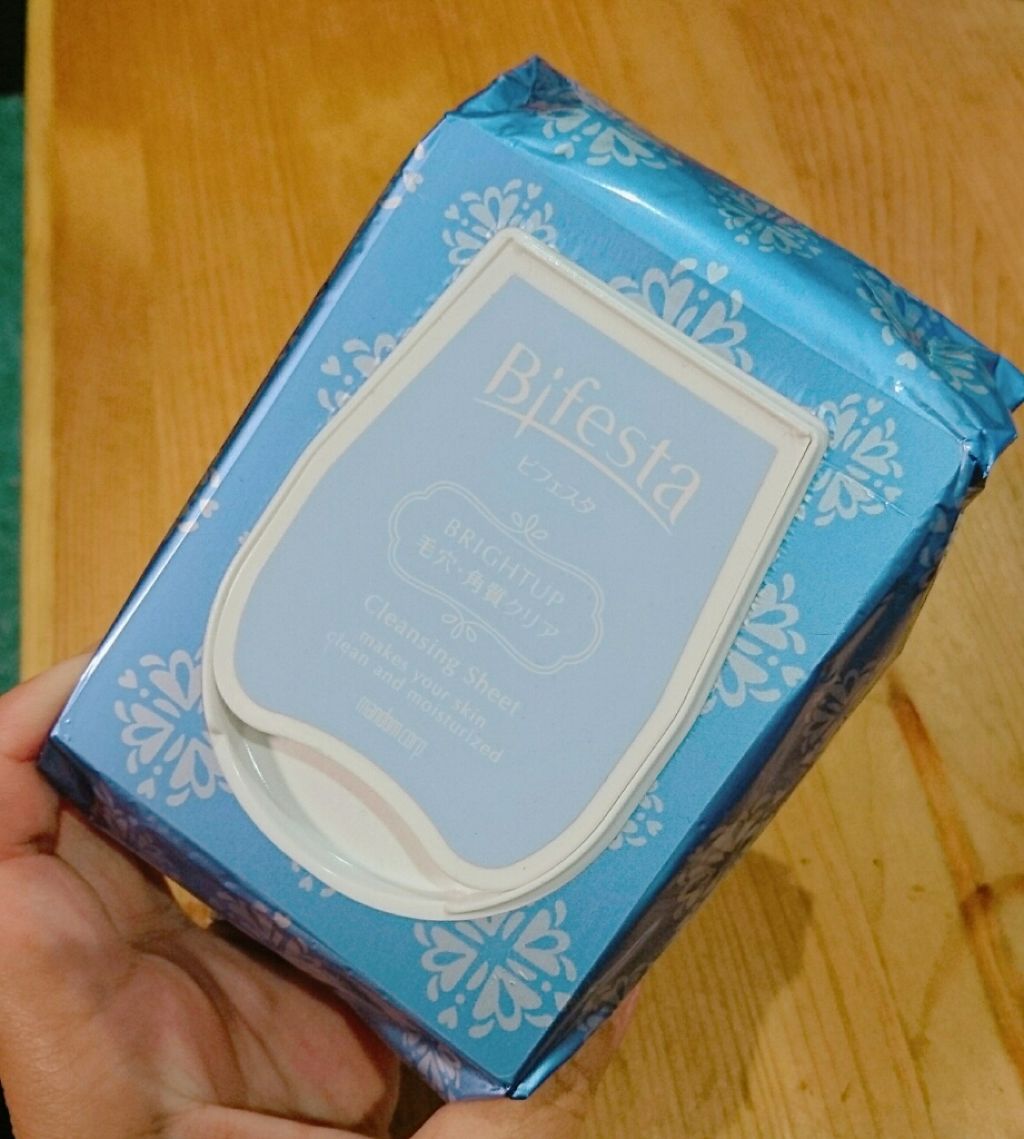 Bifesta
ビフェスタ
BRIGHTUP
毛穴・角質クリア
Cleansing Sheet
makes your skin
clean and moisturized
mandom corp